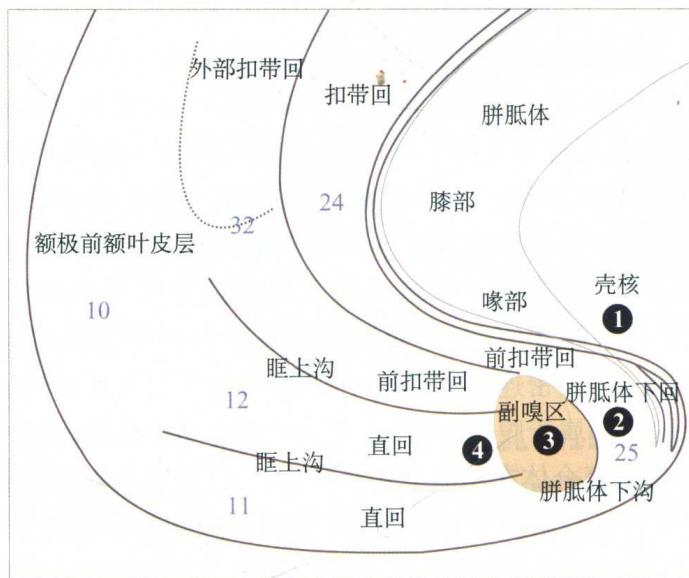 外部扣带回
扣带回
胼胝体
24
膝部
32
额极前额叶皮层
10
喙部
壳核
1
前扣带回
眶上沟
前扣带回
胼胝体下回
12
副嗅区
2
直回
4
3
25
眶上沟
胼胝体下沟
11
直回